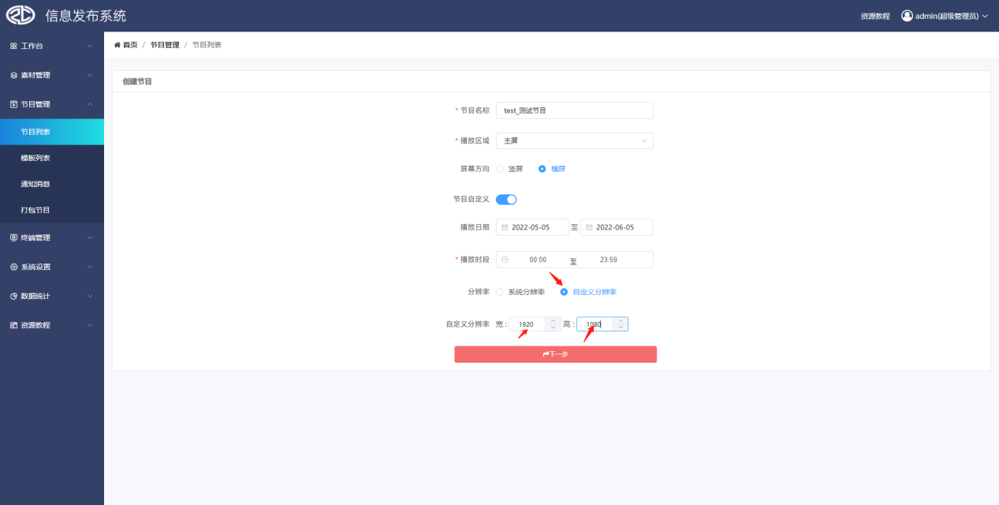 信息发布系统
资源教程 admin(超级管理员)
工作台
素材管理
节目管理
节目列表
模板列表
通知消息
打包节目
终端管理
系统设置
数据统计
资源教程
首页 / 节目管理 / 节目列表
创建节目
* 节目名称 test_测试节目
* 播放区域 主屏
屏幕方向 竖屏 横屏
节目自定义
播放日期 2022-05-05 至 2022-06-05
* 播放时段 00:00 至 23:59
分辨率 系统分辨率 自定义分辨率
自定义分辨率 宽 : 1920 高 : 1080
下一步